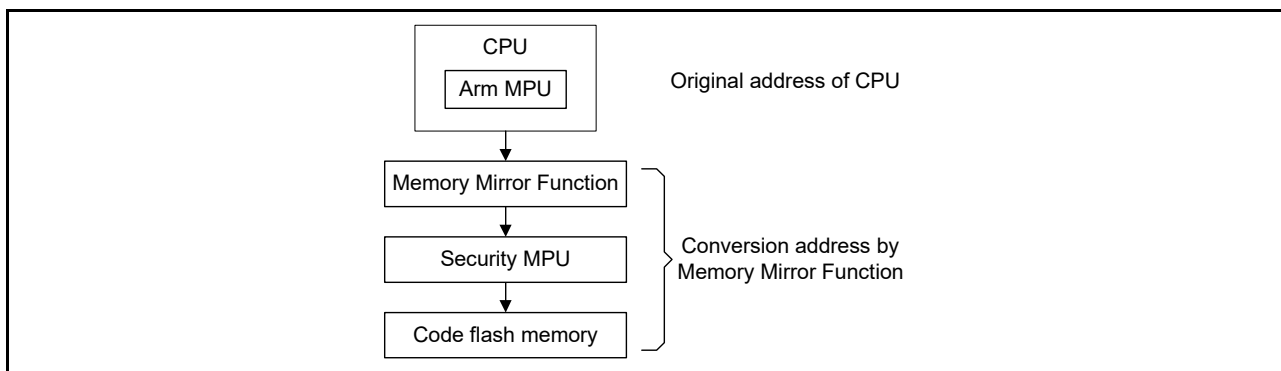 CPU
Arm MPU
Original address of CPU
Memory Mirror Function
Security MPU
Conversion address by
Memory Mirror Function
Code flash memory